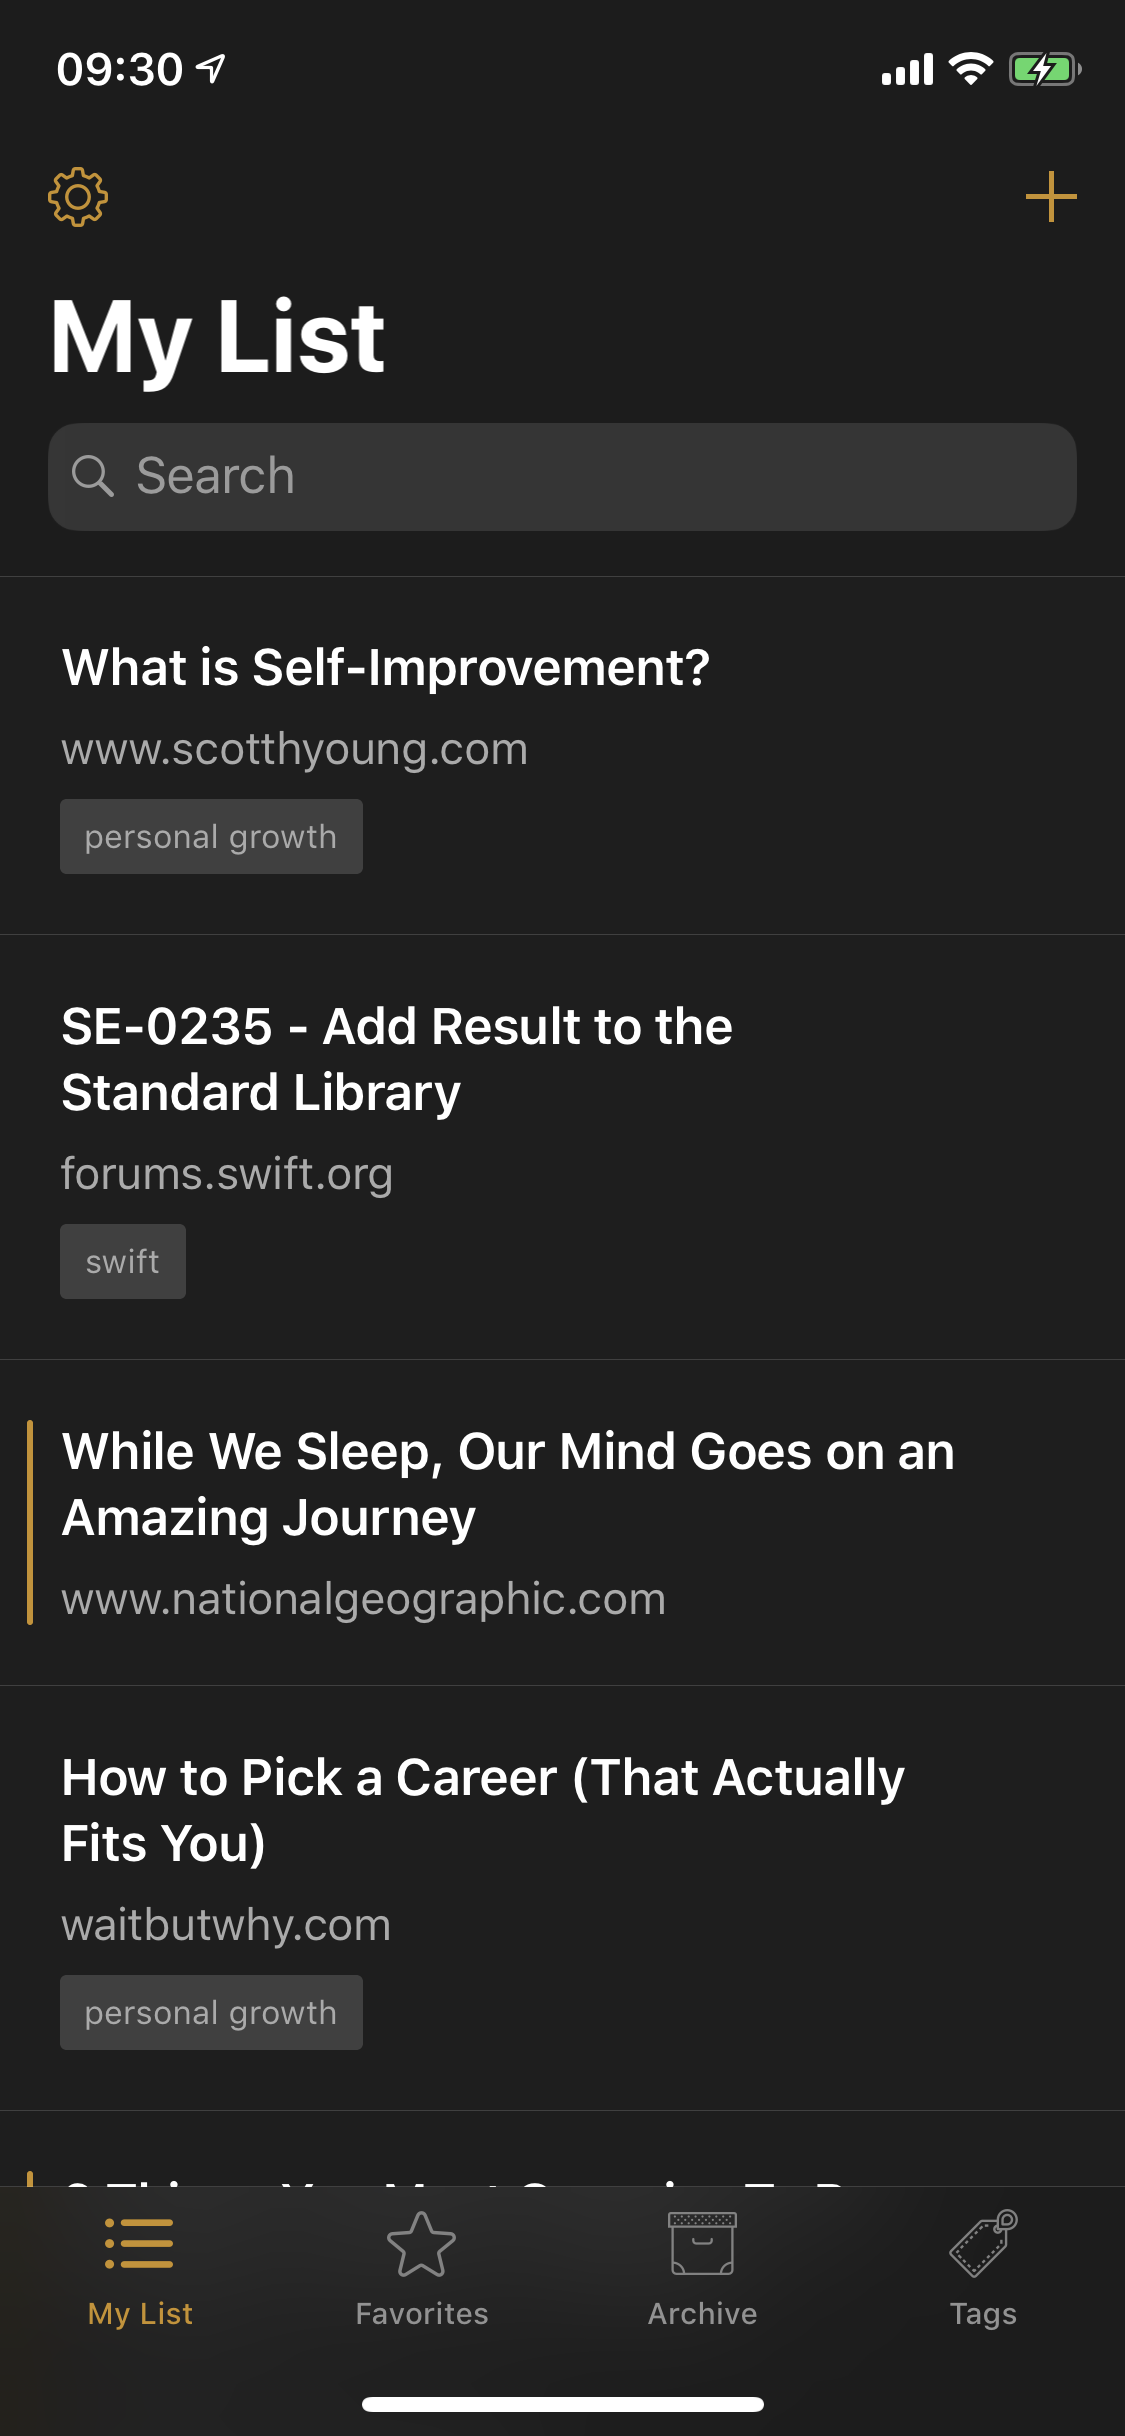 09:30
My List
Search
What is Self-Improvement?
www.scotthyoung.com
personal growth
SE-0235 - Add Result to the
Standard Library
forums.swift.org
swift
While We Sleep, Our Mind Goes on an
Amazing Journey
www.nationalgeographic.com
How to Pick a Career (That Actually
Fits You)
waitbutwhy.com
personal growth
My List
Favorites
Archive
Tags